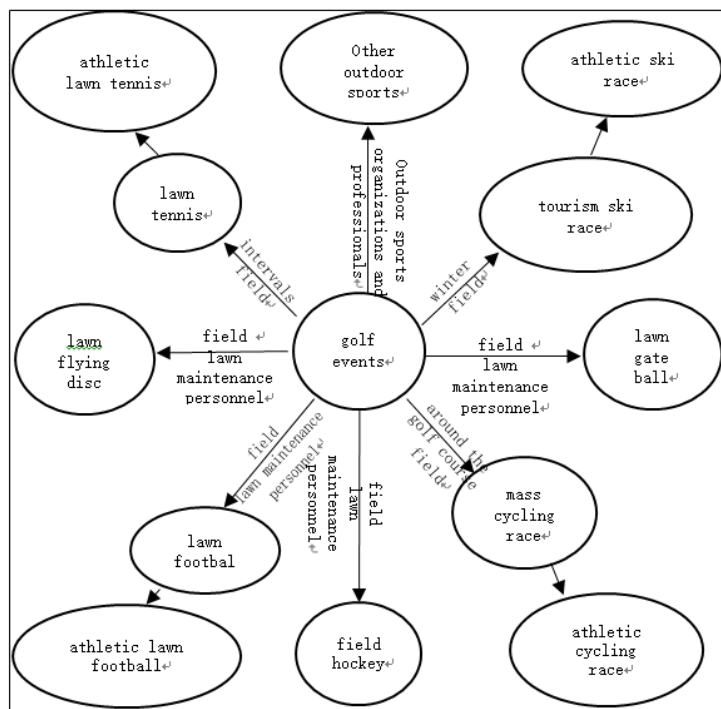 athletic
lawn tennis
Other
outdoor
sports
athletic ski
race
lawn
tennis
Outdoor sports
organizations and
professionals
tourism ski
race
intervals
field
winter
field
lawn
flying
disc
field
lawn
maintenance
personnel
golf
events
field
lawn
maintenance
personnel
lawn
gate
ball
field
lawn maintenance
personnel
field
lawn
maintenance
personnel
around the
golf course
field
mass
cycling
race
lawn
footbal
athletic lawn
football
field
hockey
athletic
cycling
race